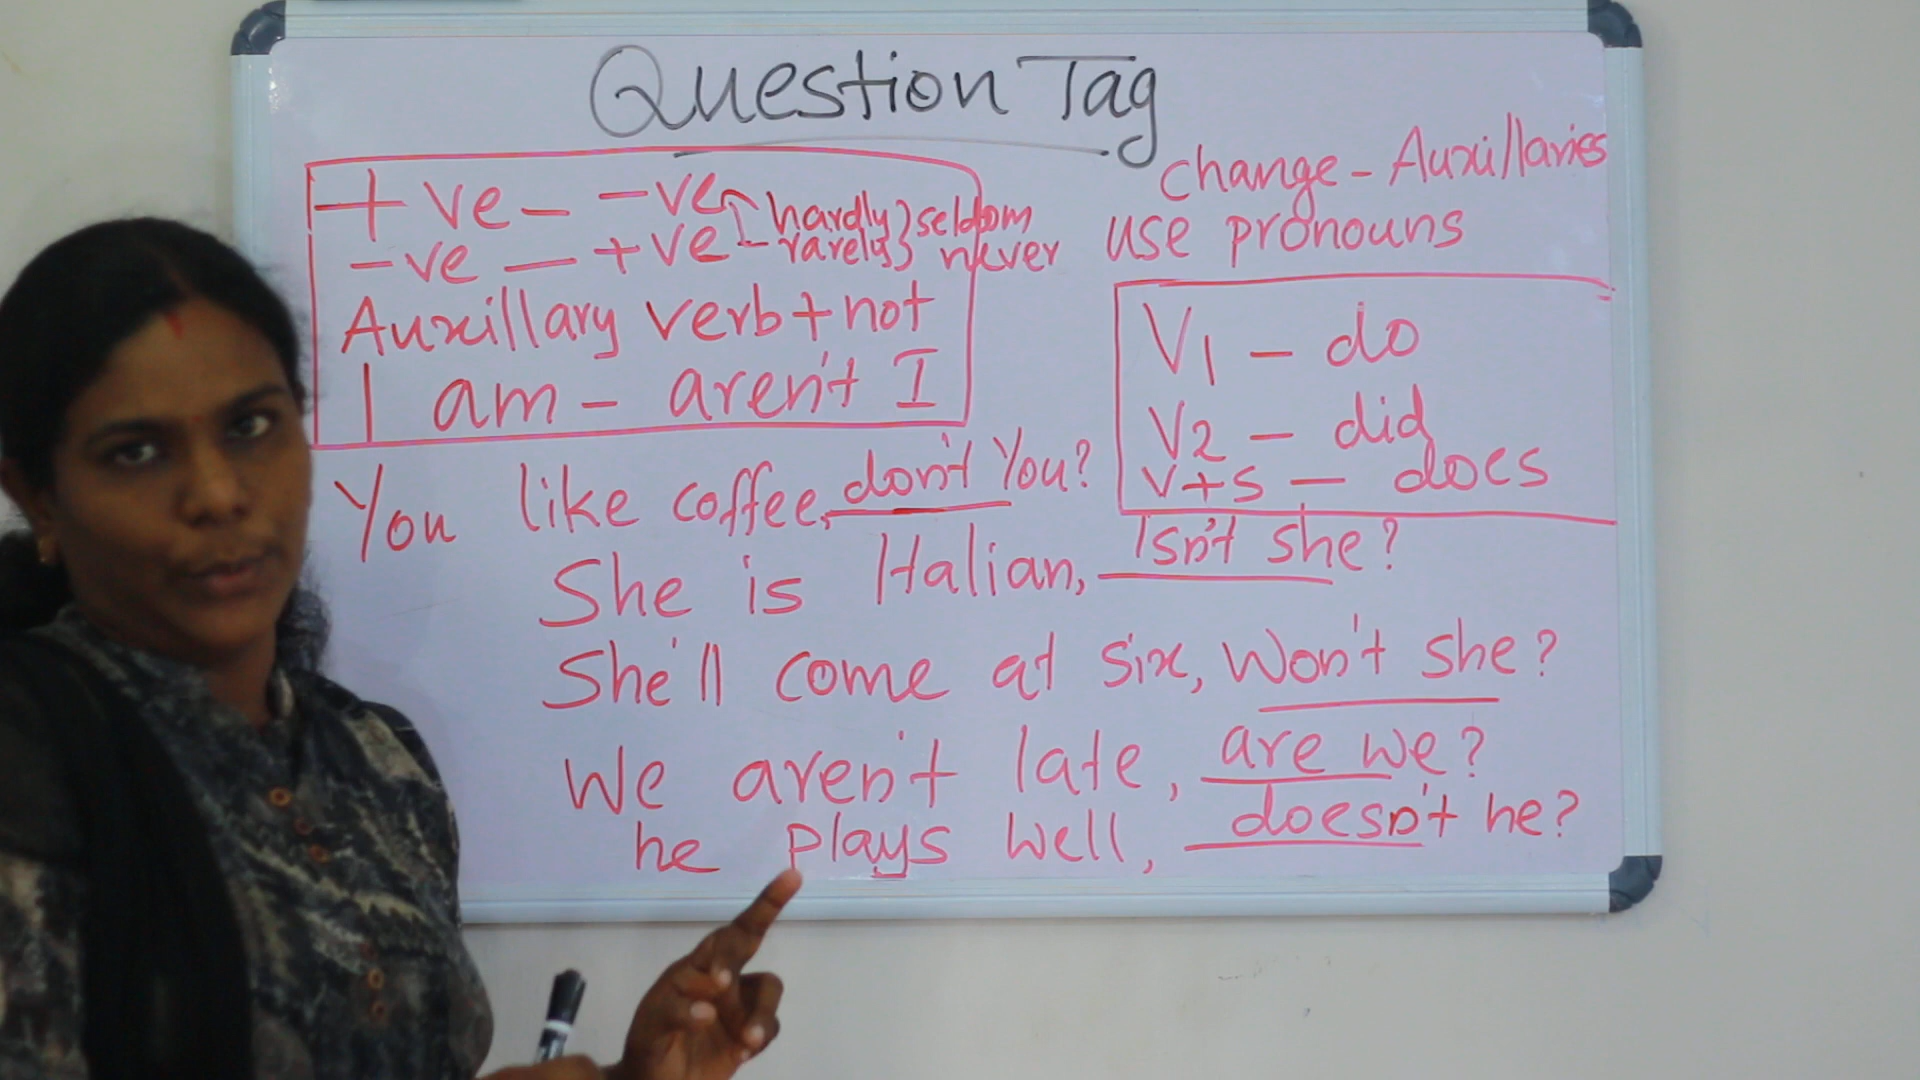 Question Tag
+ve - -ve
-ve - +ve
hardly } seldom
rarely } never
Auxillary verb + not
I am - aren't I
change - Auxillaries
use pronouns
V1 - do
V2 - did
V+s - does
You like coffee, don't You?
She is Italian, Isn't she?
She'll come at six, Won't she?
We aren't late, are we?
he plays well, doesn't he?